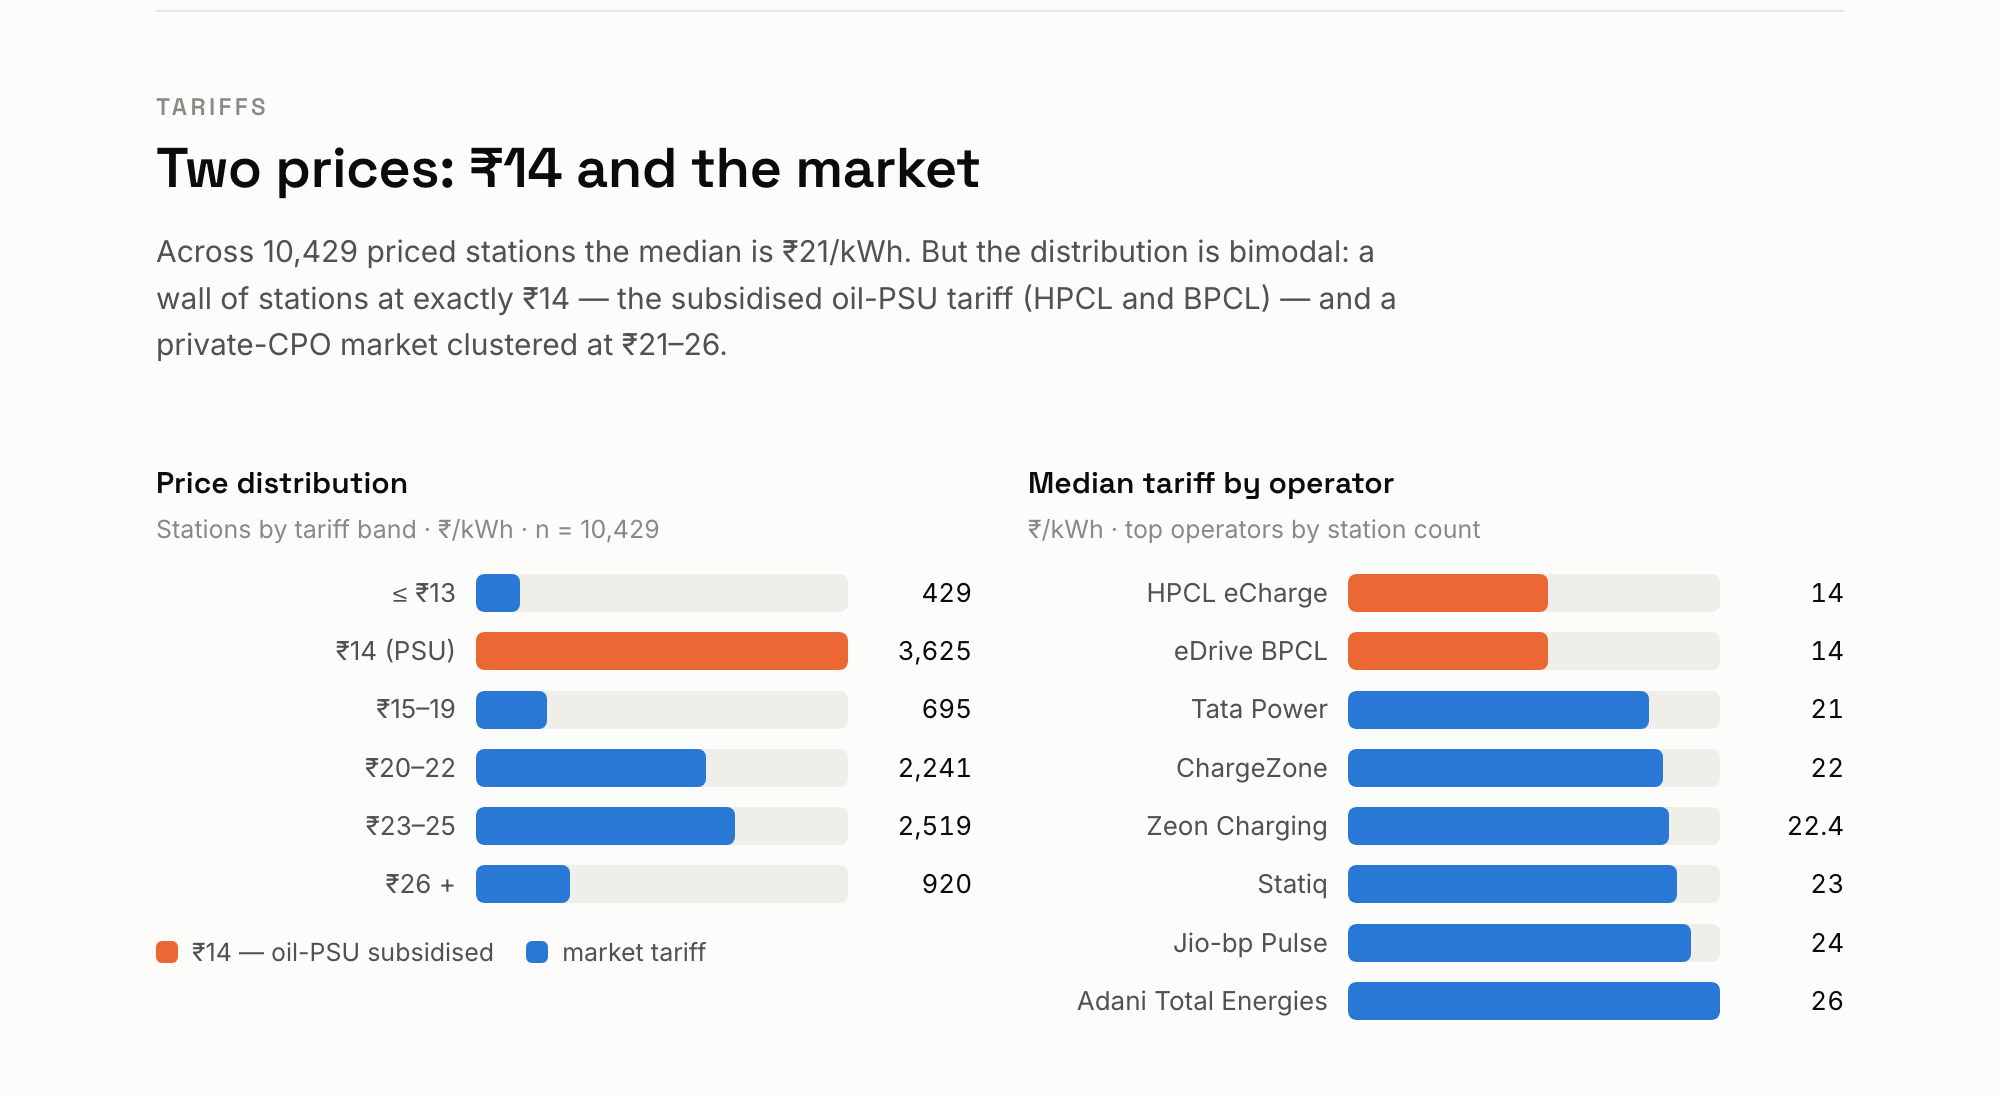 TARIFFS
Two prices: ₹14 and the market
Across 10,429 priced stations the median is ₹21/kWh. But the distribution is bimodal: a
wall of stations at exactly ₹14 — the subsidised oil-PSU tariff (HPCL and BPCL) — and a
private-CPO market clustered at ₹21–26.
Price distribution
Stations by tariff band · ₹/kWh · n = 10,429
≤ ₹13 429
₹14 (PSU) 3,625
₹15–19 695
₹20–22 2,241
₹23–25 2,519
₹26 + 920
₹14 — oil-PSU subsidised market tariff
Median tariff by operator
₹/kWh · top operators by station count
HPCL eCharge 14
eDrive BPCL 14
Tata Power 21
ChargeZone 22
Zeon Charging 22.4
Statiq 23
Jio-bp Pulse 24
Adani Total Energies 26